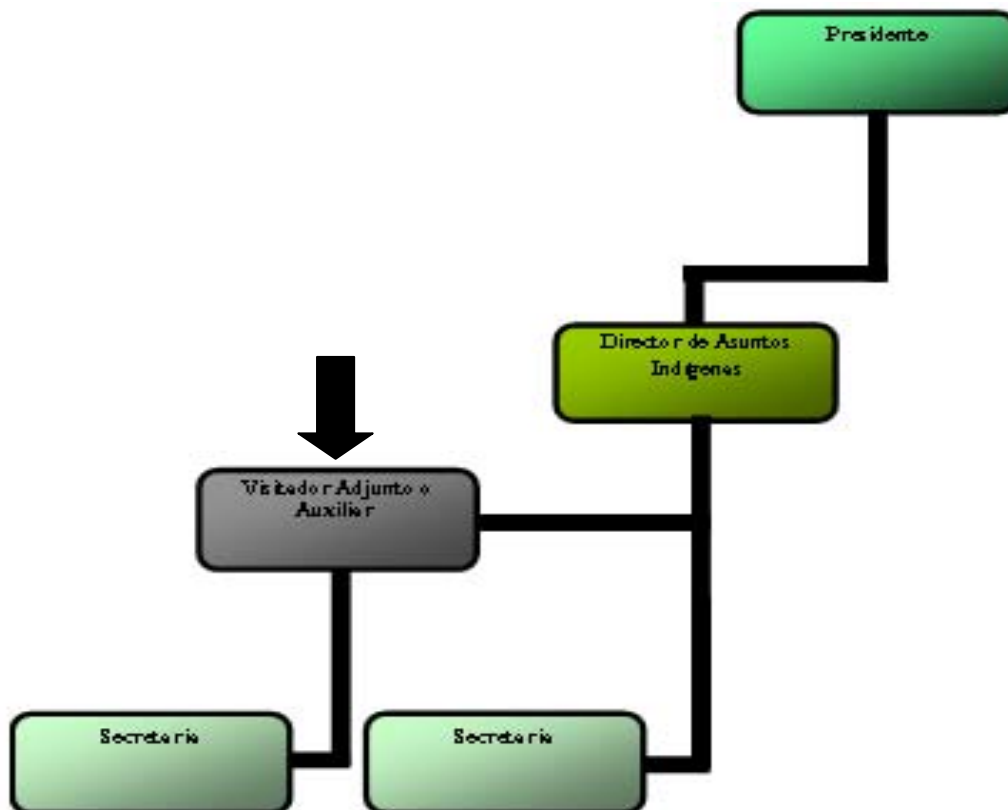 Presidente
Director de Asuntos
Indígenas
Visitador Adjunto o
Auxiliar
Secretaria
Secretaria